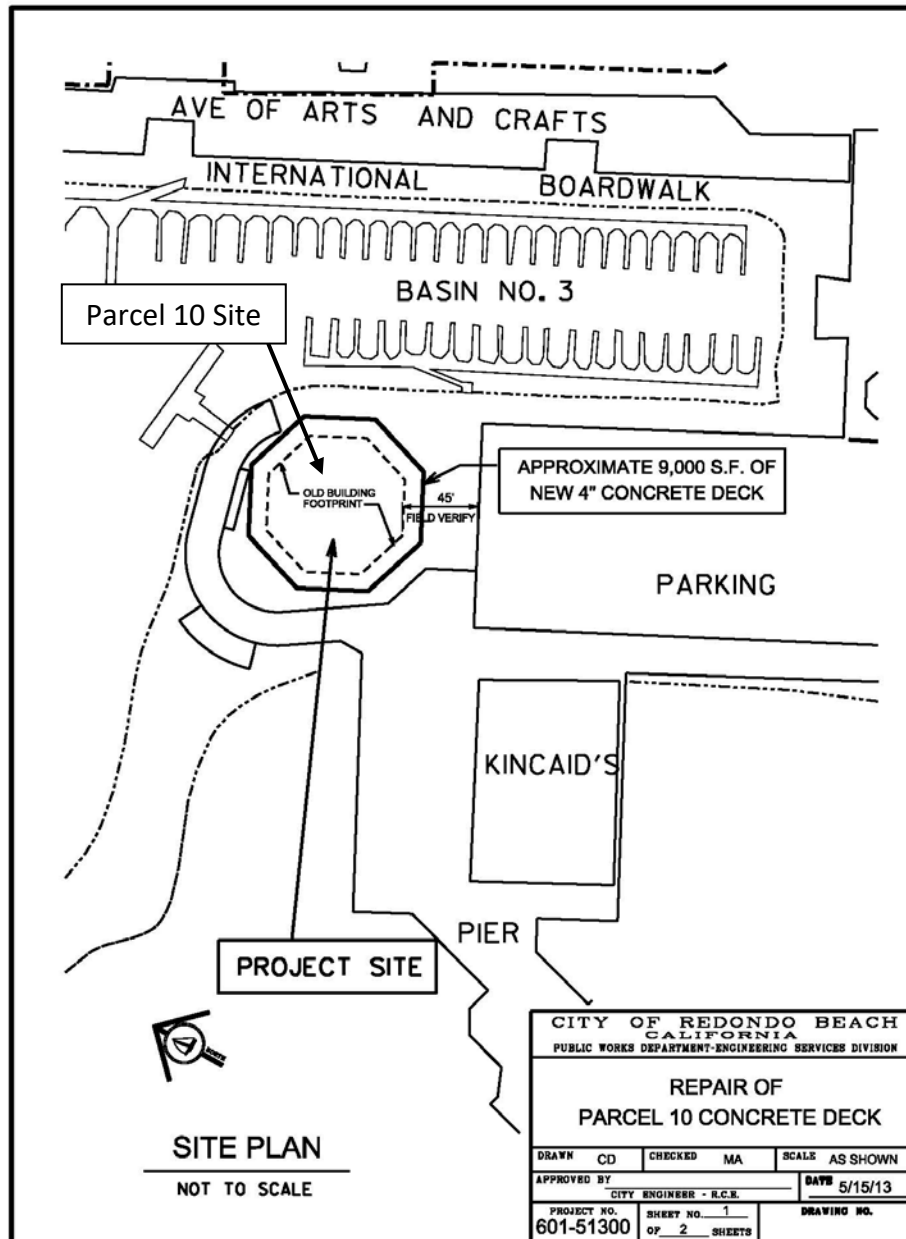 AVE OF ARTS AND CRAFTS
INTERNATIONAL BOARDWALK
BASIN NO. 3
Parcel 10 Site
APPROXIMATE 9,000 S.F. OF
NEW 4" CONCRETE DECK
OLD BUILDING
FOOTPRINT
45'
FIELD VERIFY
PARKING
KINCAID'S
PIER
PROJECT SITE
NORTH
SITE PLAN
NOT TO SCALE
CITY OF REDONDO BEACH
CALIFORNIA
PUBLIC WORKS DEPARTMENT-ENGINEERING SERVICES DIVISION
REPAIR OF
PARCEL 10 CONCRETE DECK
DRAWN CD CHECKED MA SCALE AS SHOWN
APPROVED BY
CITY ENGINEER - R.C.E.
DATE 5/15/13
PROJECT NO.
601-51300
SHEET NO. 1
OF 2 SHEETS
DRAWING NO.